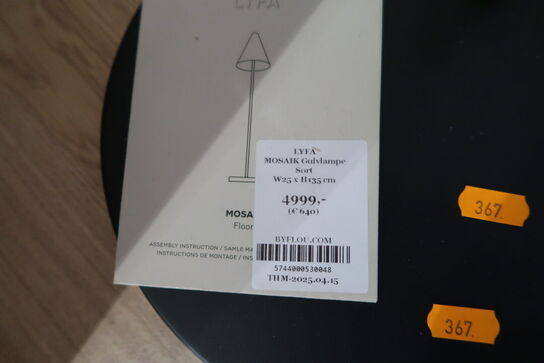 LYFA
LYFA
MOSAIK Gulvlampe
Sort
W25 x H135 cm
4999,-
(€ 640)
BYFLOU.COM
5744000530048
THM-2025.04.15
MOSA
Floor
ASSEMBLY INSTRUCTION / SAMLE MA
INSTRUCTIONS DE MONTAGE / INS
367.
367.